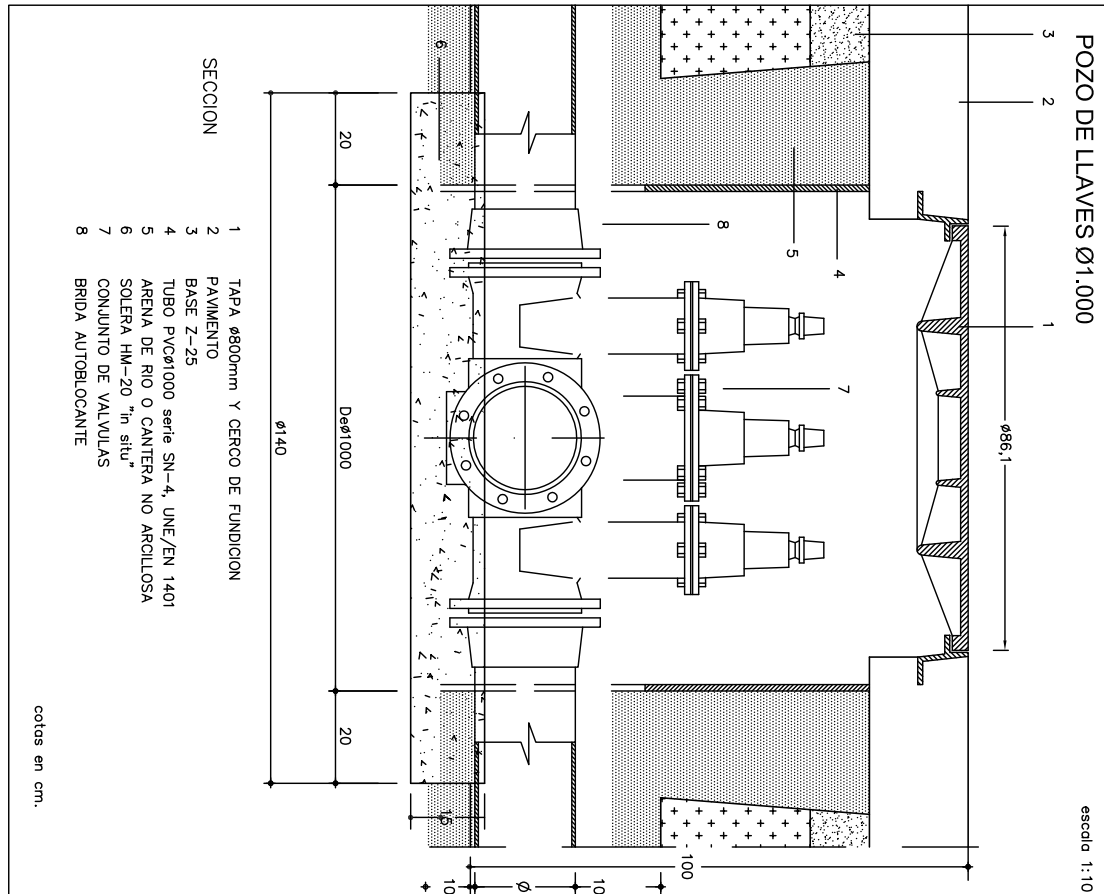 POZO DE LLAVES Ø1.000
escala 1:10
3
2
1
ø86,1
4
5
7
8
6
100
10
Ø
10
15
20
Deø1000
20
ø140
SECCION
1 TAPA ø800mm Y CERCO DE FUNDICION
2 PAVIMENTO
3 BASE Z-25
4 TUBO PVCø1000 serie SN-4, UNE/EN 1401
5 ARENA DE RIO O CANTERA NO ARCILLOSA
6 SOLERA HM-20 "in situ"
7 CONJUNTO DE VALVULAS
8 BRIDA AUTOBLOCANTE
cotas en cm.